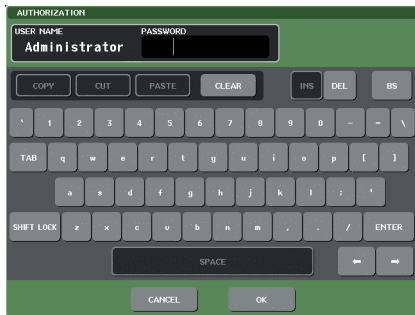 AUTHORIZATION
USER NAME PASSWORD
Administrator
COPY CUT PASTE CLEAR INS DEL BS
` 1 2 3 4 5 6 7 8 9 0 - = \
TAB q w e r t y u i o p [ ]
a s d f g h j k l ; '
SHIFT LOCK z x c v b n m , . / ENTER
SPACE ← →
CANCEL OK